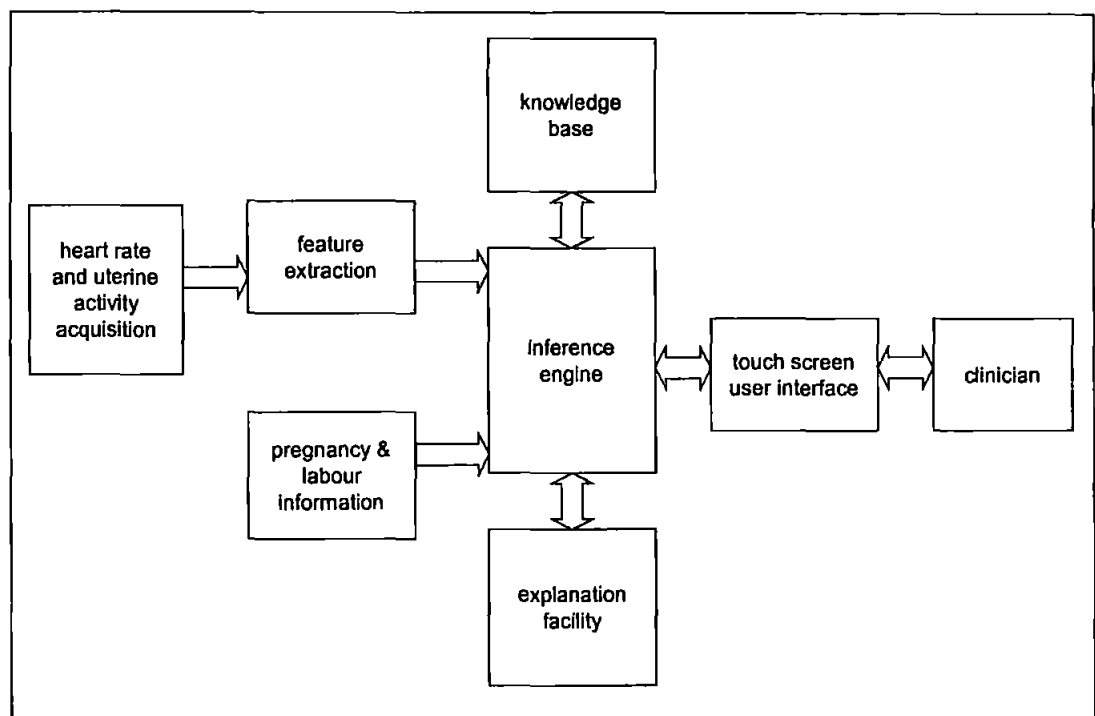 knowledge
base
heart rate
and uterine
activity
acquisition
feature
extraction
inference
engine
touch screen
user interface
clinician
pregnancy &
labour
information
explanation
facility